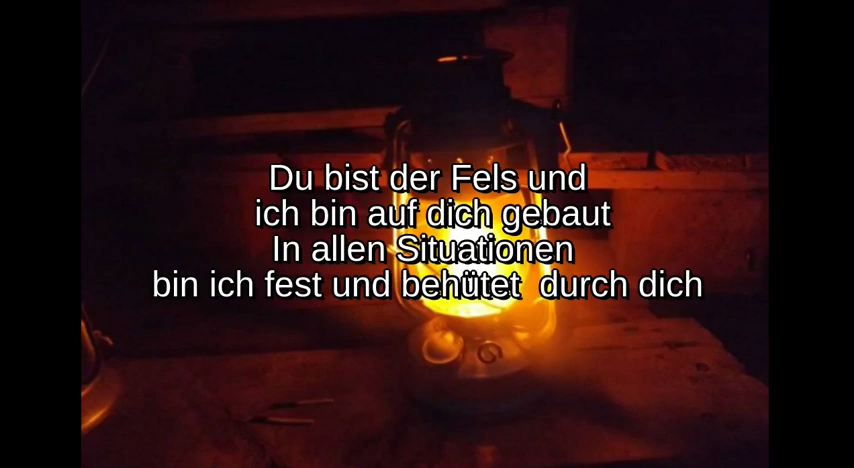 Du bist der Fels und
ich bin auf dich gebaut
In allen Situationen
bin ich fest und behütet  durch dich